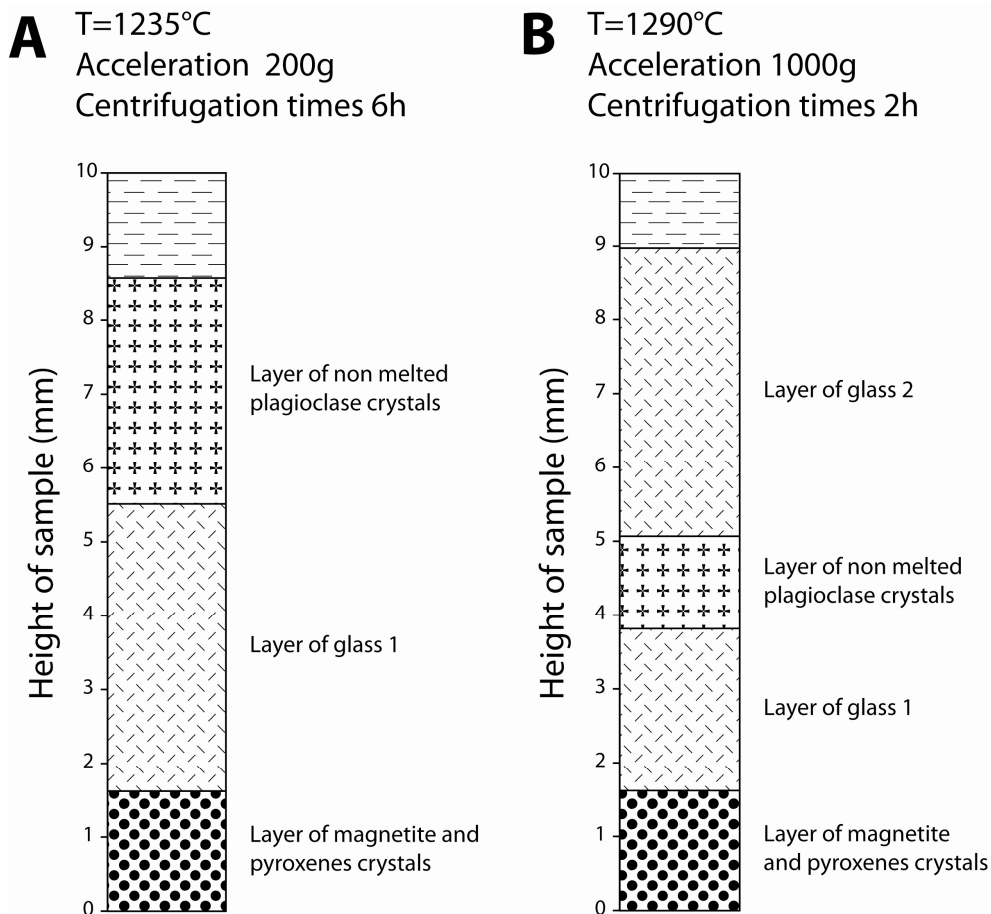 A
T=1235°C
Acceleration 200g
Centrifugation times 6h
Height of sample (mm)
10
9
8
7
6
5
4
3
2
1
0
Layer of non melted
plagioclase crystals
Layer of glass 1
Layer of magnetite and
pyroxenes crystals
B
T=1290°C
Acceleration 1000g
Centrifugation times 2h
Height of sample (mm)
10
9
8
7
6
5
4
3
2
1
0
Layer of glass 2
Layer of non melted
plagioclase crystals
Layer of glass 1
Layer of magnetite
and pyroxenes crystals